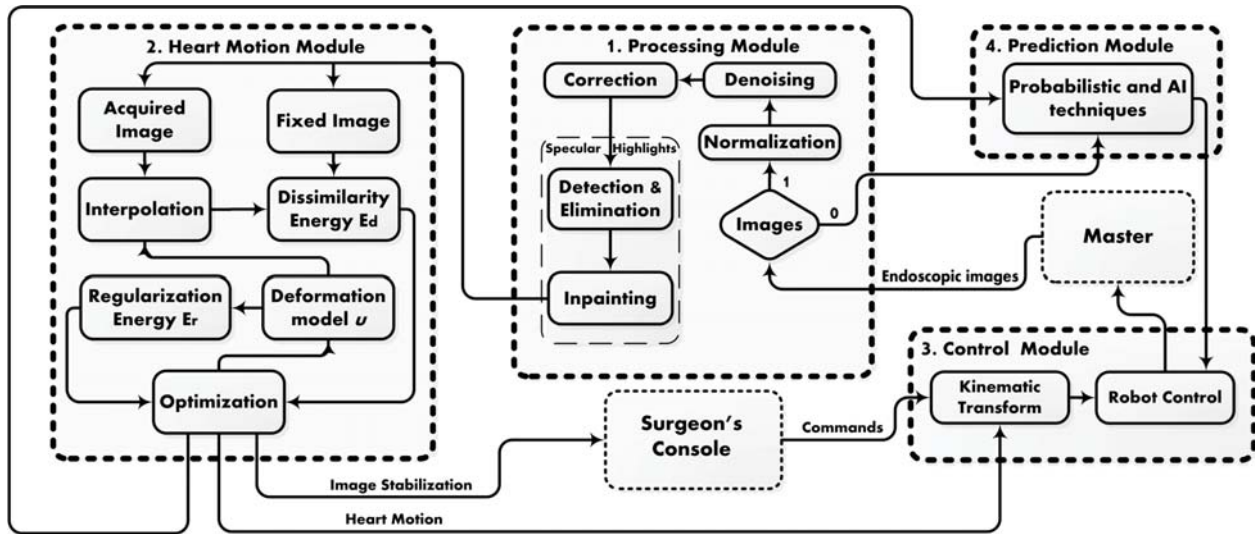 2. Heart Motion Module
Acquired
Image
Fixed Image
Interpolation
Dissimilarity
Energy Ed
Regularization
Energy Er
Deformation
model u
Optimization
1. Processing Module
Correction
Denoising
Normalization
Specular Highlights
Detection &
Elimination
Inpainting
Images
1
0
4. Prediction Module
Probabilistic and AI
techniques
Master
Endoscopic images
3. Control Module
Kinematic
Transform
Robot Control
Surgeon's
Console
Commands
Image Stabilization
Heart Motion